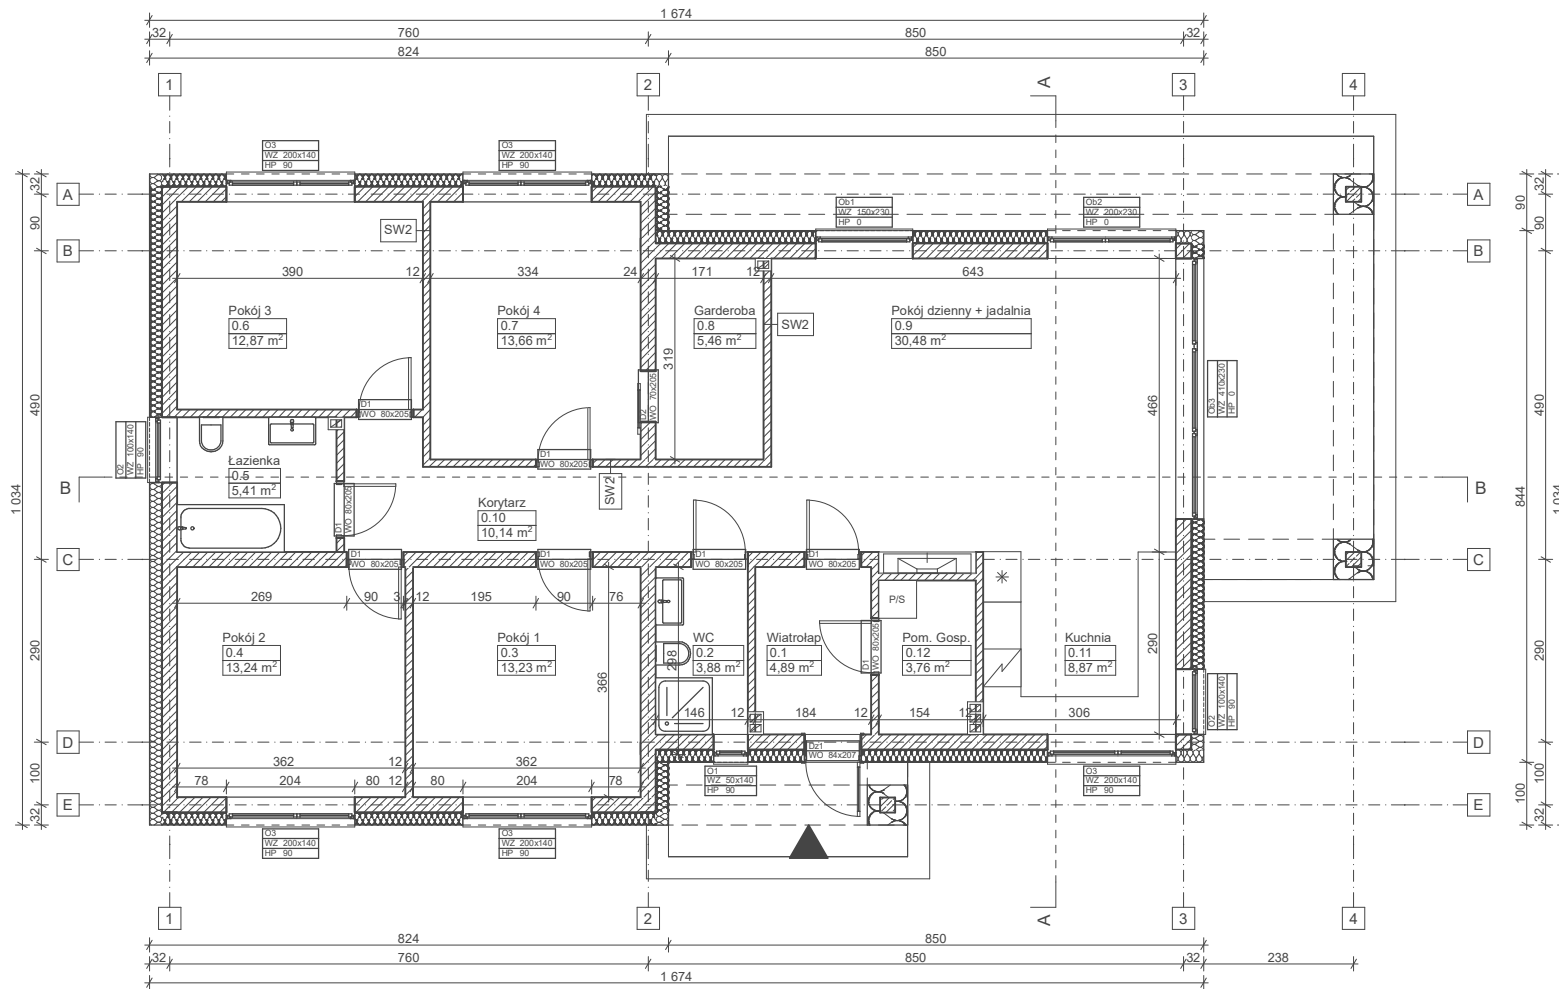 1 674
32
760
850
32
824
850
1
2
A
3
4
O3
WZ 200x140
HP 90
O3
WZ 200x140
HP 90
32
A
A
32
90
90
90
Ob1
WZ 150x230
HP 0
Ob2
WZ 200x230
HP 0
SW2
B
B
390
12
334
24
171
12
643
Pokój 3
0.6
12,87 m²
Pokój 4
0.7
13,66 m²
Garderoba
0.8
5,46 m²
SW2
Pokój dzienny + jadalnia
0.9
30,48 m²
319
466
490
490
D1
WO 80x205
D2
WO 70x205
Ob3
WZ 410x230
HP 0
O2
WZ 100x140
HP 90
Łazienka
0.5
5,41 m²
D1
WO 80x205
SW2
B
B
1 034
844
1 034
D1
WO 80x205
Korytarz
0.10
10,14 m²
C
C
D1
WO 80x205
D1
WO 80x205
D1
WO 80x205
D1
WO 80x205
269
90
3
12
195
90
76
P/S
Pokój 2
0.4
13,24 m²
Pokój 1
0.3
13,23 m²
WC
0.2
3,88 m²
Wiatrołap
0.1
4,89 m²
D1
WO 80x205
Pom. Gosp.
0.12
3,76 m²
Kuchnia
0.11
8,87 m²
290
290
290
366
298
O2
WZ 100x140
HP 90
146
12
184
12
154
12
306
D
D
Dz1
WO 84x207
362
12
362
78
204
80
12
80
204
78
O1
WZ 50x140
HP 90
O3
WZ 200x140
HP 90
100
100
100
E
E
32
32
O3
WZ 200x140
HP 90
O3
WZ 200x140
HP 90
1
2
A
3
4
824
850
32
760
850
32
238
1 674